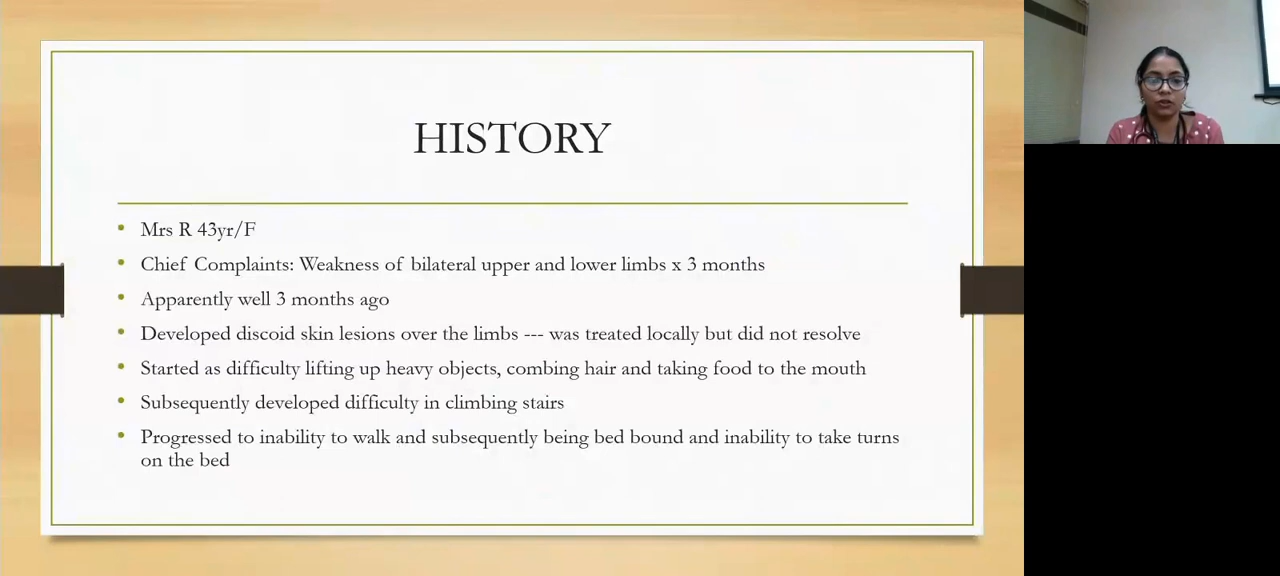 HISTORY
Mrs R 43yr/F
Chief Complaints: Weakness of bilateral upper and lower limbs x 3 months
Apparently well 3 months ago
Developed discoid skin lesions over the limbs --- was treated locally but did not resolve
Started as difficulty lifting up heavy objects, combing hair and taking food to the mouth
Subsequently developed difficulty in climbing stairs
Progressed to inability to walk and subsequently being bed bound and inability to take turns
on the bed